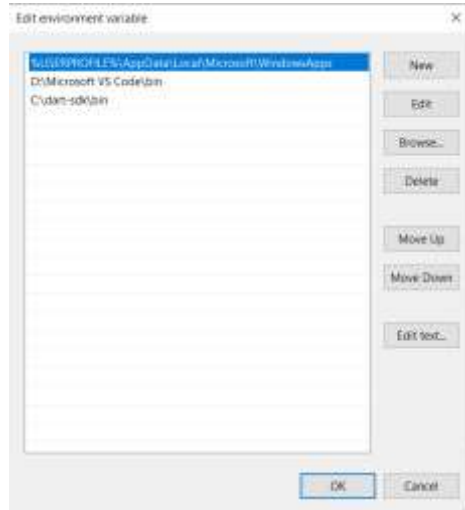 Edit environment variable
%USERPROFILE%\AppData\Local\Microsoft\WindowsApps
D:\Microsoft VS Code\bin
C:\dart-sdk\bin
New
Edit
Browse...
Delete
Move Up
Move Down
Edit text...
OK
Cancel